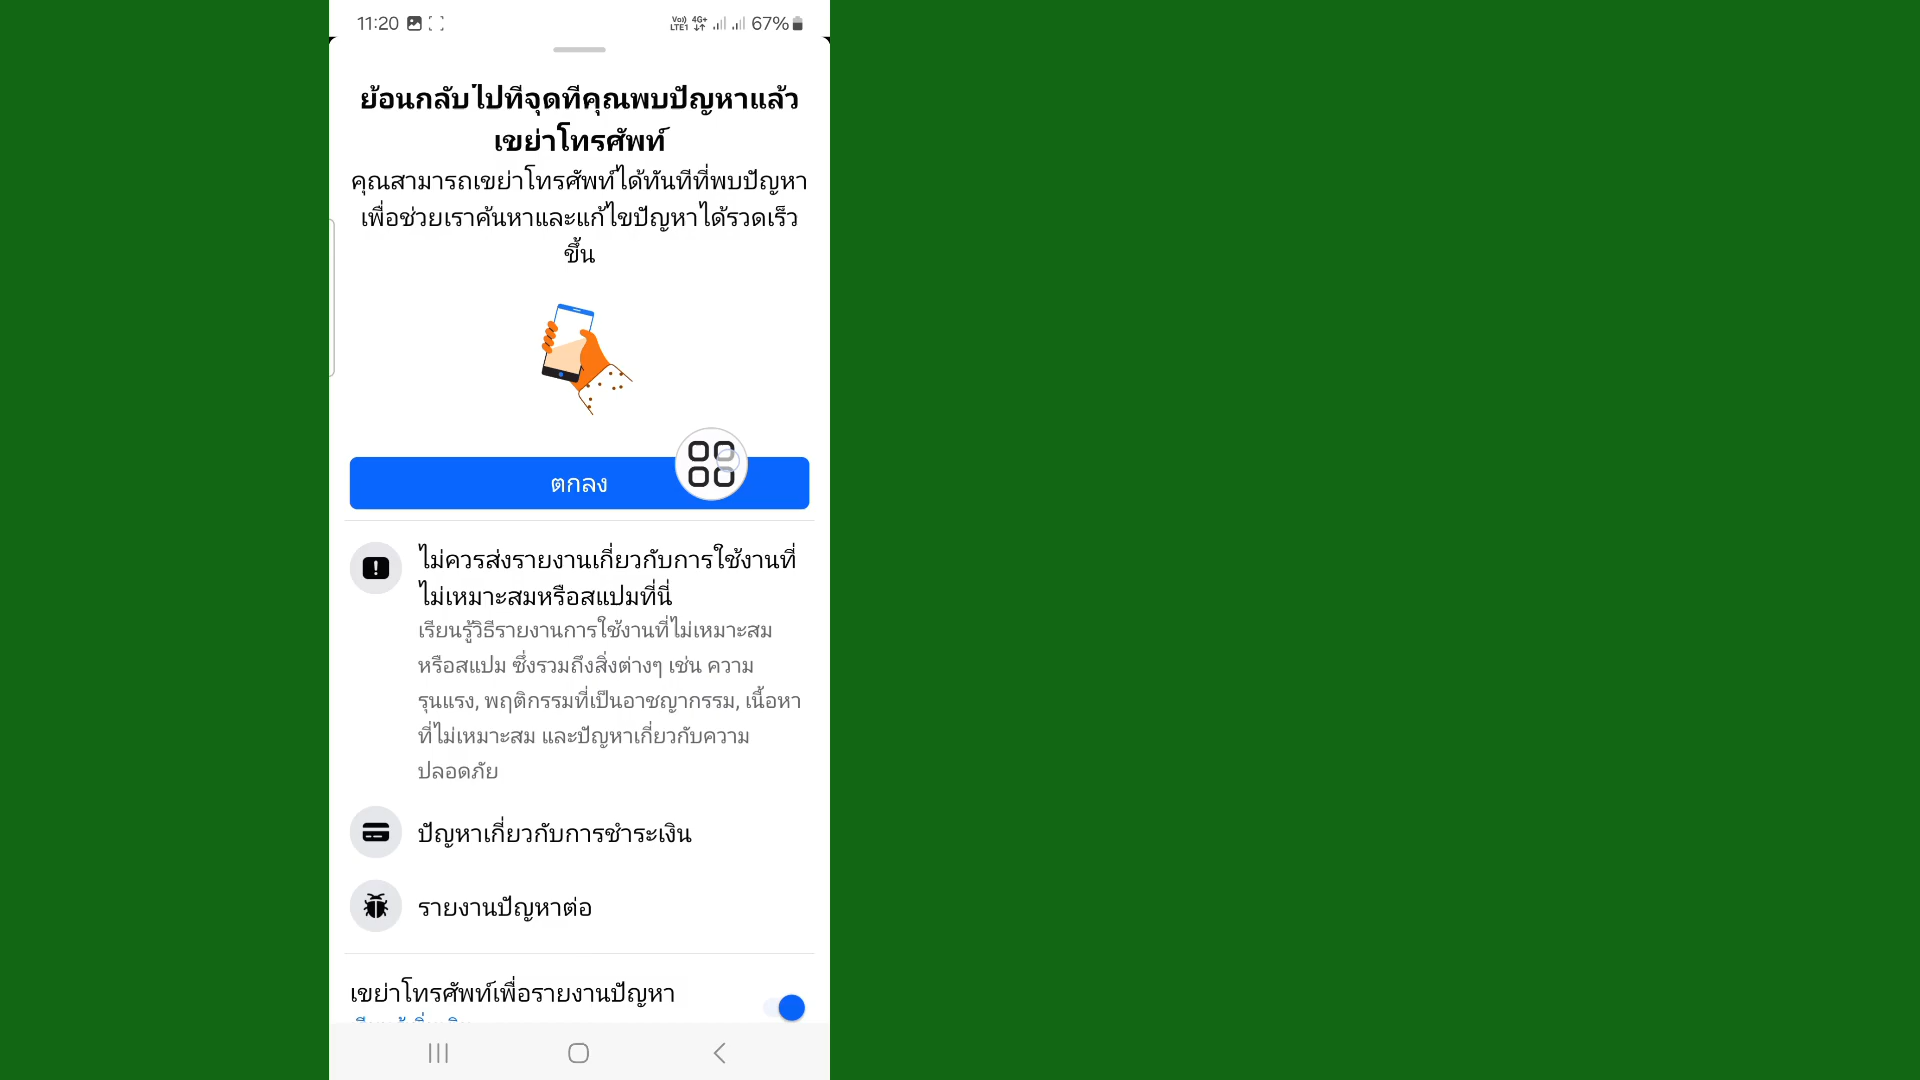 11:20
Vo)) LTE1 4G+ 67%
ย้อนกลับไปที่จุดที่คุณพบปัญหาแล้ว
เขย่าโทรศัพท์
คุณสามารถเขย่าโทรศัพท์ได้ทันทีที่พบปัญหา
เพื่อช่วยเราค้นหาและแก้ไขปัญหาได้รวดเร็ว
ขึ้น
ตกลง
ไม่ควรส่งรายงานเกี่ยวกับการใช้งานที่
ไม่เหมาะสมหรือสแปมที่นี่
เรียนรู้วิธีรายงานการใช้งานที่ไม่เหมาะสม
หรือสแปม ซึ่งรวมถึงสิ่งต่างๆ เช่น ความ
รุนแรง, พฤติกรรมที่เป็นอาชญากรรม, เนื้อหา
ที่ไม่เหมาะสม และปัญหาเกี่ยวกับความ
ปลอดภัย
ปัญหาเกี่ยวกับการชำระเงิน
รายงานปัญหาต่อ
เขย่าโทรศัพท์เพื่อรายงานปัญหา